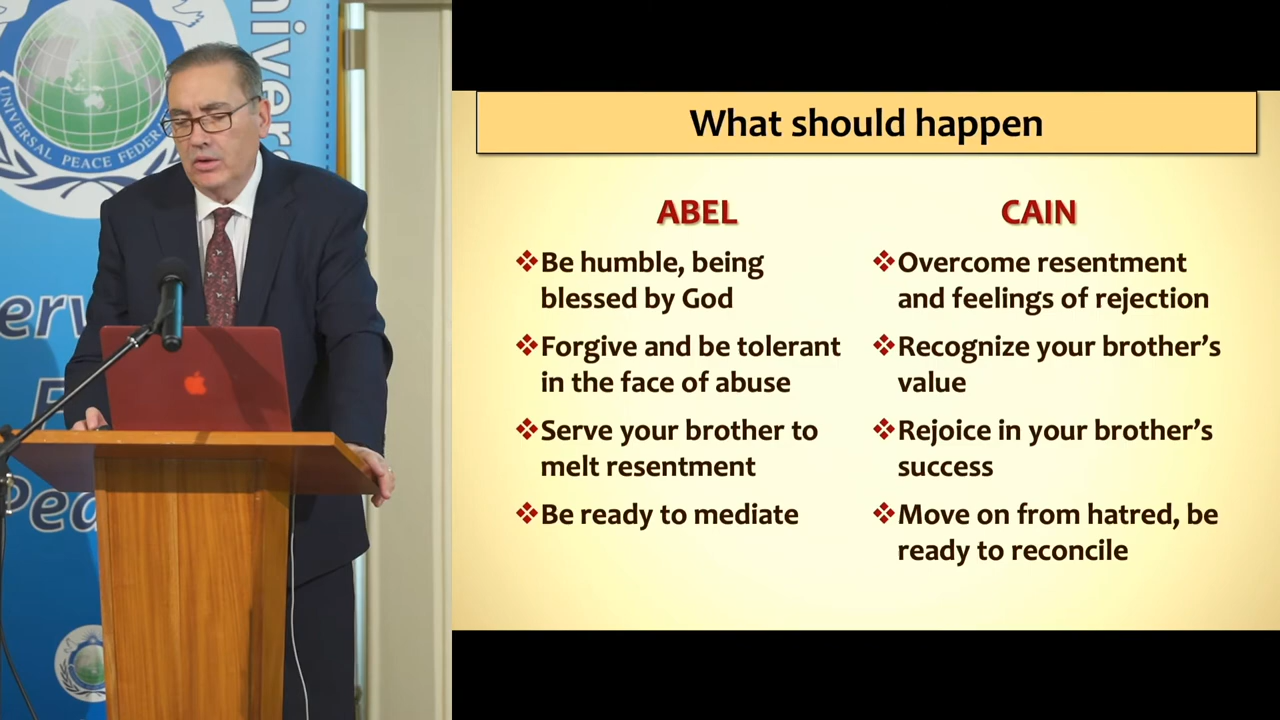 niver
UNIVERSAL PEACE FEDER
What should happen
ABEL
❖Be humble, being
blessed by God
❖Forgive and be tolerant
in the face of abuse
❖Serve your brother to
melt resentment
❖Be ready to mediate
CAIN
❖Overcome resentment
and feelings of rejection
❖Recognize your brother’s
value
❖Rejoice in your brother’s
success
❖Move on from hatred, be
ready to reconcile